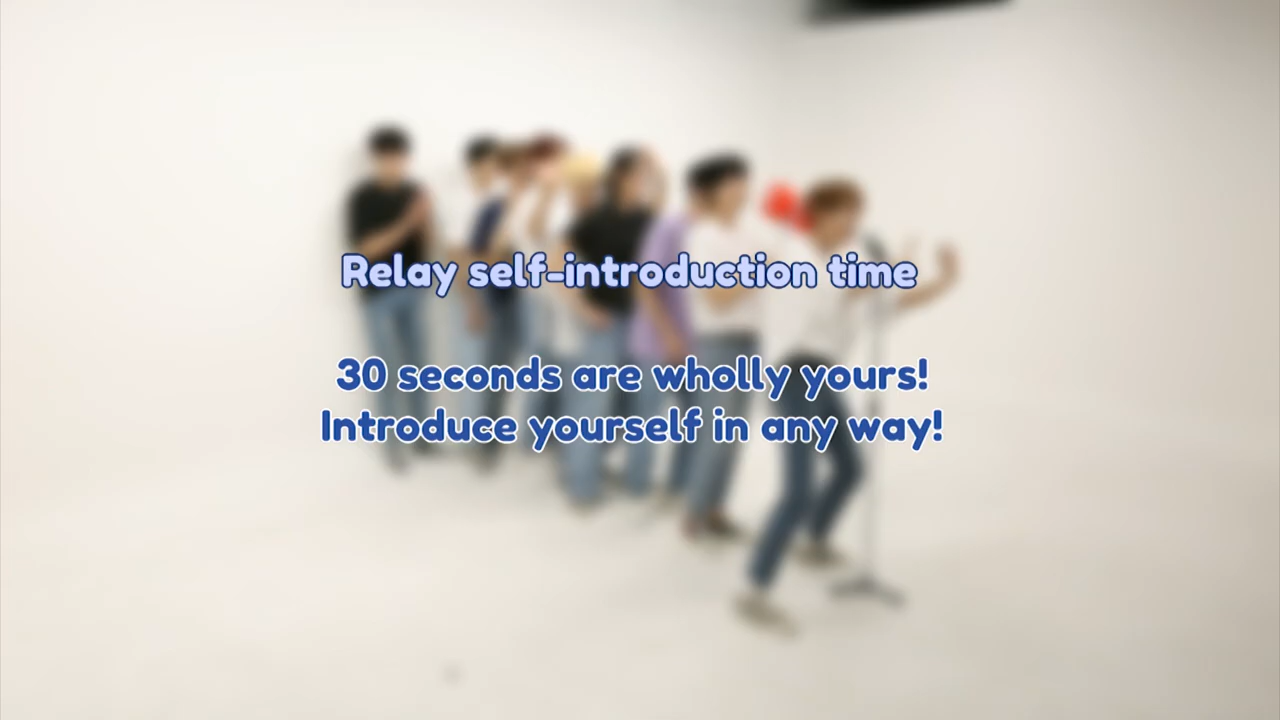 Relay self-introduction time
30 seconds are wholly yours!
Introduce yourself in any way!